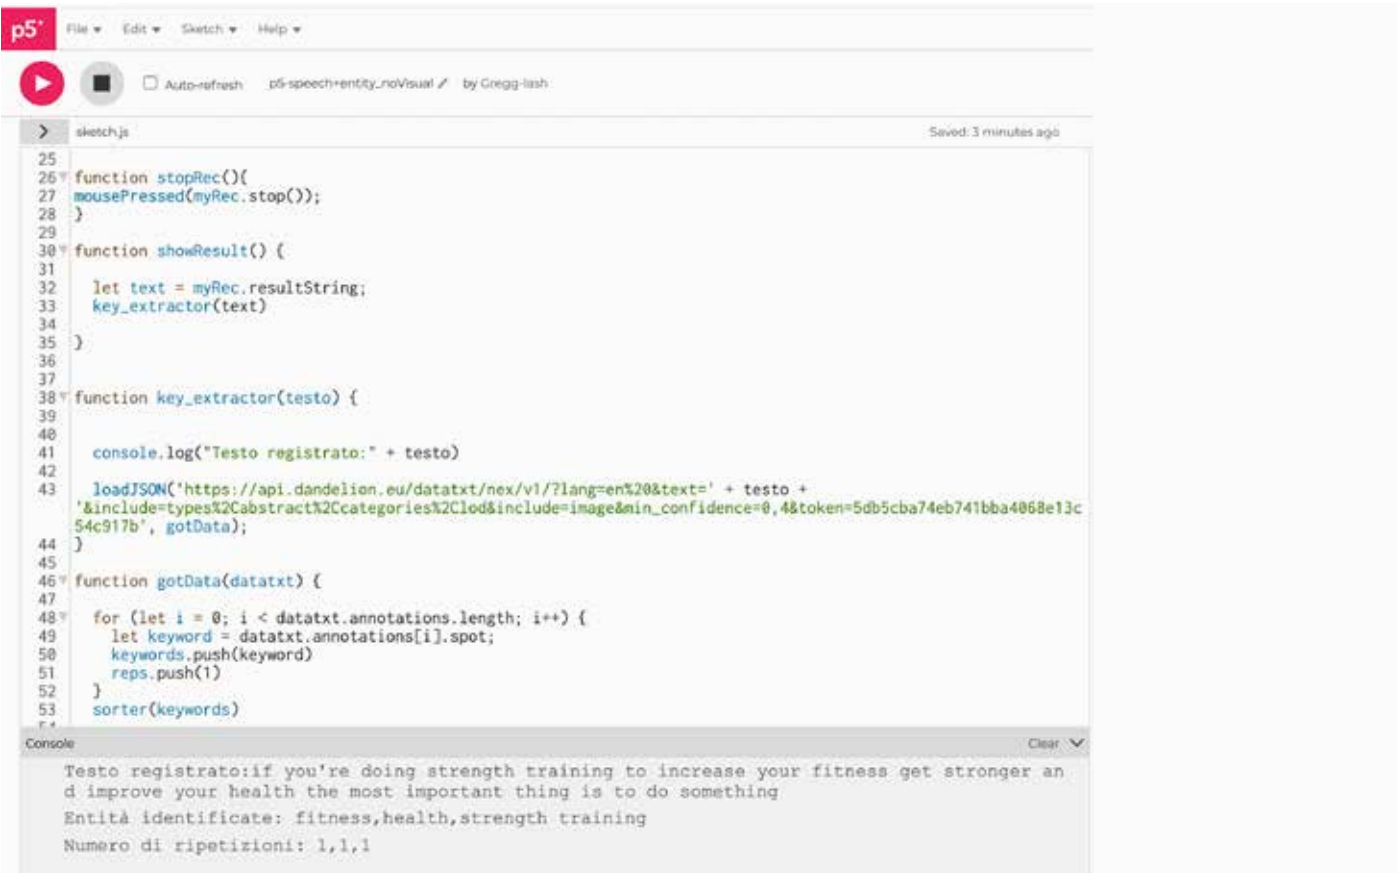 p5*
File ▾ Edit ▾ Sketch ▾ Help ▾
Auto-refresh p5-speech+entity_noVisual by Gregg-lash
> sketch.js Saved: 3 minutes ago
25
26 function stopRec(){
27 mousePressed(myRec.stop());
28 }
29
30 function showResult() {
31
32 let text = myRec.resultString;
33 key_extractor(text)
34
35 }
36
37
38 function key_extractor(testo) {
39
40
41 console.log("Testo registrato:" + testo)
42
43 loadJSON('https://api.dandelion.eu/datatxt/nex/v1/?lang=en%20&text=' + testo +
'&include=types%2Cabstract%2Ccategories%2Clod&include=image&min_confidence=0,4&token=5db5cba74eb741bba4068e13c
54c917b', gotData);
44 }
45
46 function gotData(datatxt) {
47
48 for (let i = 0; i < datatxt.annotations.length; i++) {
49 let keyword = datatxt.annotations[i].spot;
50 keywords.push(keyword)
51 reps.push(1)
52 }
53 sorter(keywords)
Console Clear
Testo registrato:if you're doing strength training to increase your fitness get stronger an
d improve your health the most important thing is to do something
Entità identificate: fitness,health,strength training
Numero di ripetizioni: 1,1,1